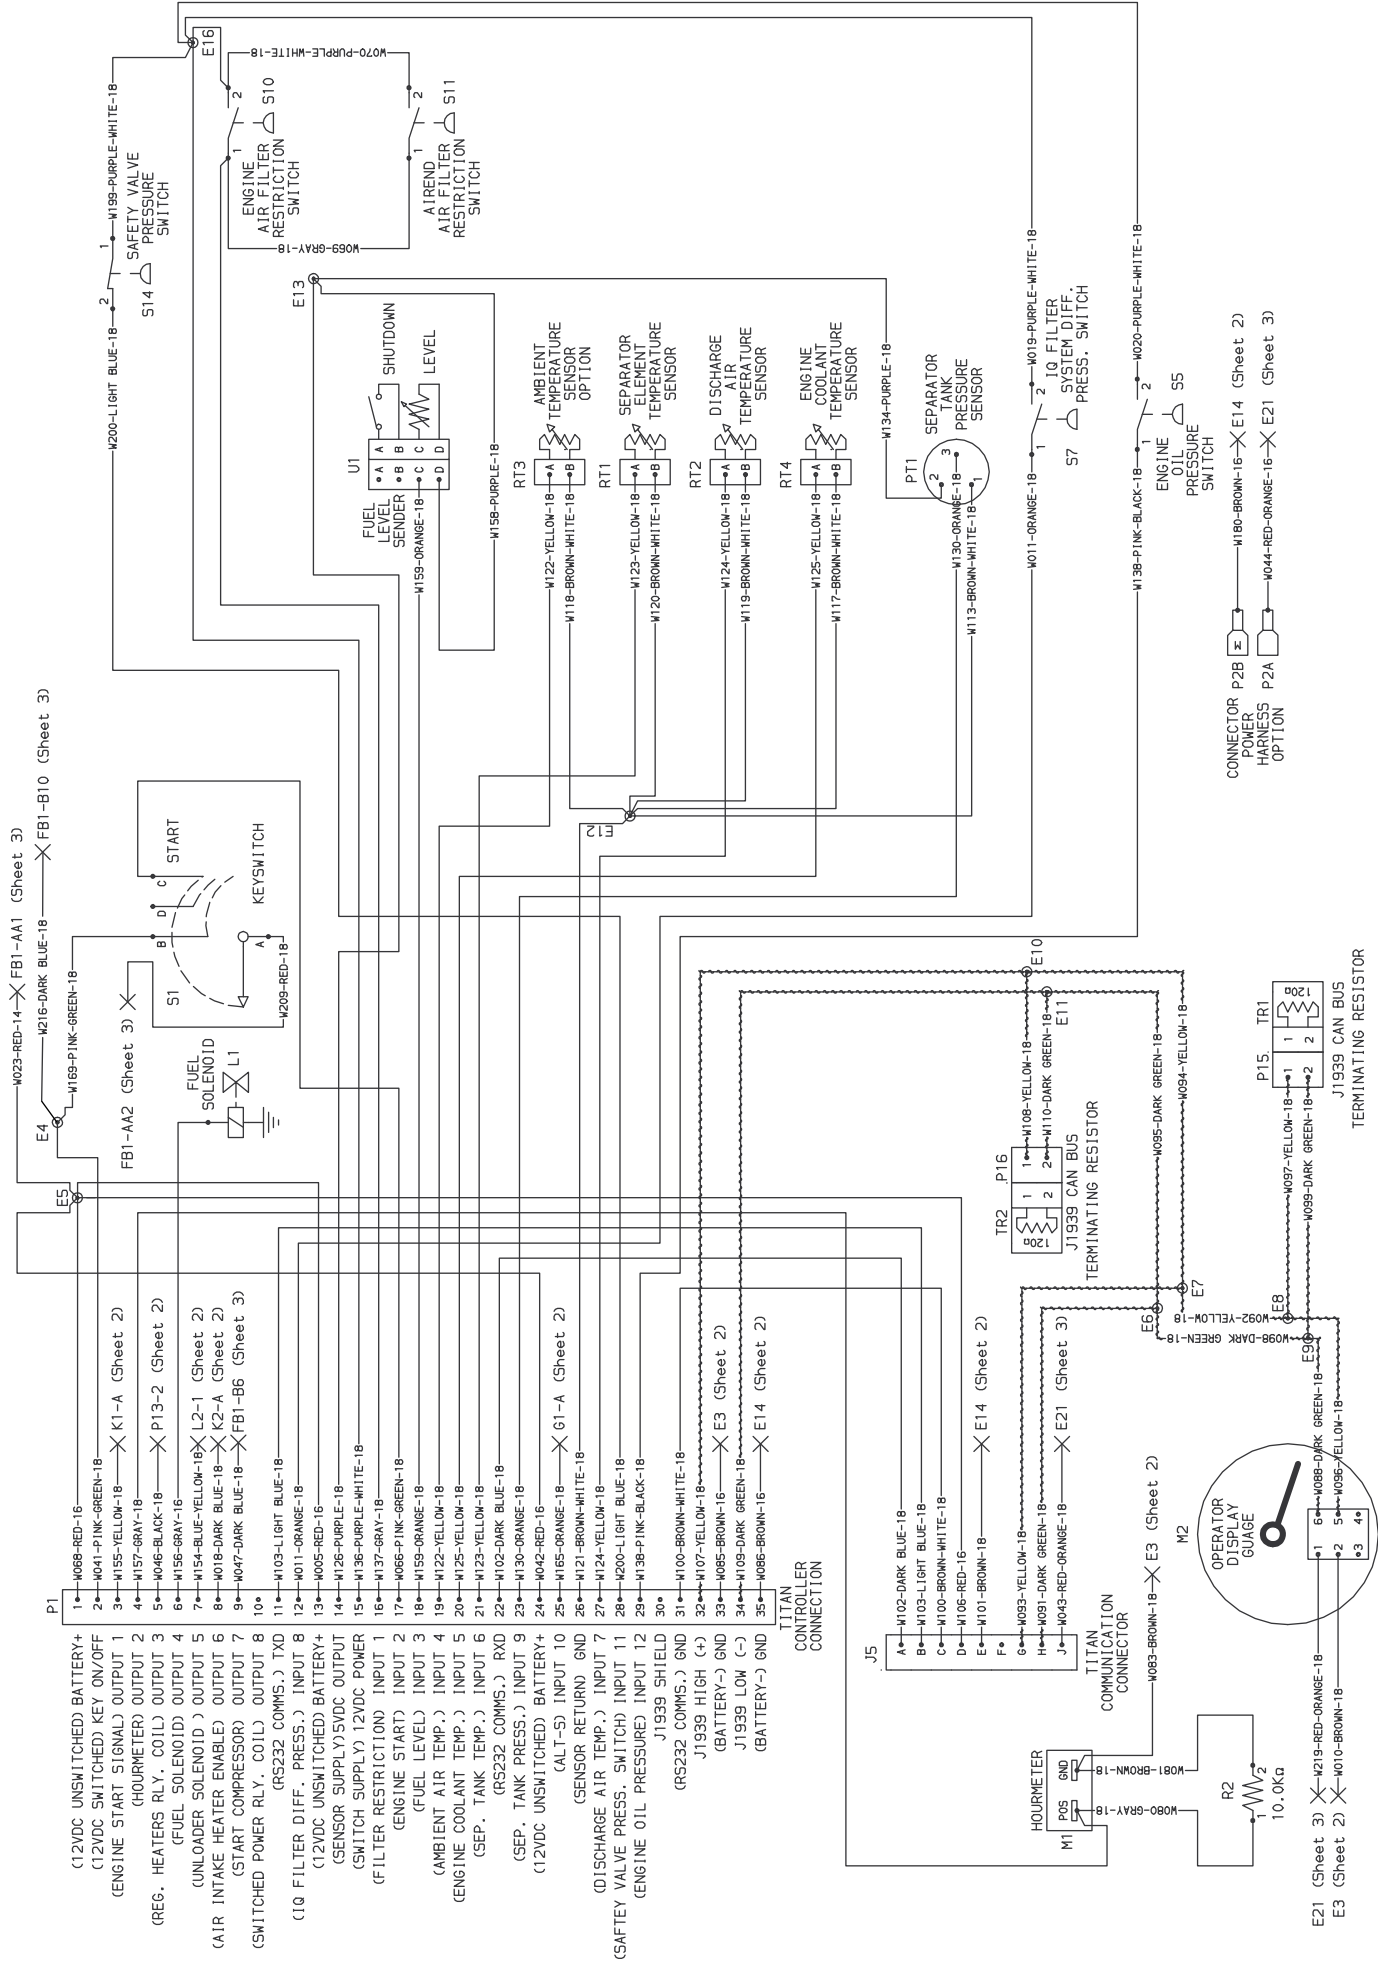 P1
(12VDC UNSWITCHED) BATTERY+ 1 W068-RED-16
(12VDC SWITCHED) KEY ON/OFF 2 W041-PINK-GREEN-18
(ENGINE START SIGNAL) OUTPUT 1 3 W155-YELLOW-18 K1-A (Sheet 2)
(HOURMETER) OUTPUT 2 4 W157-GRAY-18
(REG. HEATERS RLY. COIL) OUTPUT 3 5 W046-BLACK-18 P13-2 (Sheet 2)
(FUEL SOLENOID) OUTPUT 4 6 W156-GRAY-16
(UNLOADER SOLENOID ) OUTPUT 5 7 W154-BLUE-YELLOW-18 L2-1 (Sheet 2)
(AIR INTAKE HEATER ENABLE) OUTPUT 6 8 W018-DARK BLUE-18 K2-A (Sheet 2)
(START COMPRESSOR) OUTPUT 7 9 W047-DARK BLUE-18 FB1-B6 (Sheet 3)
(SWITCHED POWER RLY. COIL) OUTPUT 8 10
(RS232 COMMS.) TXD 11 W103-LIGHT BLUE-18
(IQ FILTER DIFF. PRESS.) INPUT 8 12 W011-ORANGE-18
(12VDC UNSWITCHED) BATTERY+ 13 W005-RED-16
(SENSOR SUPPLY)5VDC OUTPUT 14 W126-PURPLE-18
(SWITCH SUPPLY) 12VDC POWER 15 W136-PURPLE-WHITE-18
(FILTER RESTRICTION) INPUT 1 16 W137-GRAY-18
(ENGINE START) INPUT 2 17 W066-PINK-GREEN-18
(FUEL LEVEL) INPUT 3 18 W159-ORANGE-18
(AMBIENT AIR TEMP.) INPUT 4 19 W122-YELLOW-18
(ENGINE COOLANT TEMP.) INPUT 5 20 W125-YELLOW-18
(SEP. TANK TEMP.) INPUT 6 21 W123-YELLOW-18
(RS232 COMMS.) RXD 22 W102-DARK BLUE-18
(SEP. TANK PRESS.) INPUT 9 23 W130-ORANGE-18
(12VDC UNSWITCHED) BATTERY+ 24 W042-RED-18
(ALT-S) INPUT 10 25 W165-ORANGE-18 G1-A (Sheet 2)
(SENSOR RETURN) GND 26 W121-BROWN-WHITE-18
(DISCHARGE AIR TEMP.) INPUT 7 27 W124-YELLOW-18
(SAFTEY VALVE PRESS. SWITCH) INPUT 11 28 W200-LIGHT BLUE-18
(ENGINE OIL PRESSURE) INPUT 12 29 W138-PINK-BLACK-18
J1939 SHIELD 30
(RS232 COMMS.) GND 31 W100-BROWN-WHITE-18
J1939 HIGH (+) 32 W107-YELLOW-18
(BATTERY-) GND 33 W085-BROWN-16 E3 (Sheet 2)
J1939 LOW (-) 34 W109-DARK GREEN-18
(BATTERY-) GND 35 W086-BROWN-16 E14 (Sheet 2)
TITAN
CONTROLLER
CONNECTION
W023-RED-14 FB1-AA1 (Sheet 3)
W216-DARK BLUE-18 FB1-B10 (Sheet 3)
W169-PINK-GREEN-18
E4
E5
FB1-AA2 (Sheet 3)
S1
B
D
C
START
A
KEYSWITCH
W209-RED-18
FUEL
SOLENOID
L1
W200-LIGHT BLUE-18
2
1
W199-PURPLE-WHITE-18
S14
SAFETY VALVE
PRESSURE
SWITCH
E16
W070-PURPLE-WHITE-18
1
2
S10
ENGINE
AIR FILTER
RESTRICTION
SWITCH
W069-GRAY-18
1
2
S11
AIREND
AIR FILTER
RESTRICTION
SWITCH
E13
U1
FUEL
LEVEL
SENDER
A A
B B
C C
D D
SHUTDOWN
LEVEL
W159-ORANGE-18
W158-PURPLE-18
RT3
A
B
AMBIENT
TEMPERATURE
SENSOR
OPTION
W122-YELLOW-18
W118-BROWN-WHITE-18
RT1
A
B
SEPARATOR
ELEMENT
TEMPERATURE
SENSOR
W123-YELLOW-18
W120-BROWN-WHITE-18
RT2
A
B
DISCHARGE
AIR
TEMPERATURE
SENSOR
W124-YELLOW-18
W119-BROWN-WHITE-18
RT4
A
B
ENGINE
COOLANT
TEMPERATURE
SENSOR
W125-YELLOW-18
W117-BROWN-WHITE-18
E12
W134-PURPLE-18
PT1
2
3
1
SEPARATOR
TANK
PRESSURE
SENSOR
W130-ORANGE-18
W113-BROWN-WHITE-18
W011-ORANGE-18
1
2
W019-PURPLE-WHITE-18
S7
IQ FILTER
SYSTEM DIFF.
PRESS. SWITCH
W138-PINK-BLACK-18
1
2
W020-PURPLE-WHITE-18
S5
ENGINE
OIL
PRESSURE
SWITCH
CONNECTOR
POWER
HARNESS
OPTION
P2B
M
W180-BROWN-16 E14 (Sheet 2)
P2A
W044-RED-ORANGE-16 E21 (Sheet 3)
J5
A W102-DARK BLUE-18
B W103-LIGHT BLUE-18
C W100-BROWN-WHITE-18
D W106-RED-16
E W101-BROWN-18 E14 (Sheet 2)
F
G W093-YELLOW-18
H W091-DARK GREEN-18
J W043-RED-ORANGE-18 E21 (Sheet 3)
TITAN
COMMUNICATION
CONNECTOR
E10
E11
W108-YELLOW-18
W110-DARK GREEN-18
TR2
P16
1 1
2 2
120Ω
J1939 CAN BUS
TERMINATING RESISTOR
W095-DARK GREEN-18
W094-YELLOW-18
E6
E7
W092-YELLOW-18
W098-DARK GREEN-18
E8
E9
W097-YELLOW-18
W099-DARK GREEN-18
P15.
TR1
1 1
2 2
120Ω
J1939 CAN BUS
TERMINATING RESISTOR
HOURMETER
M1
POS
GND
W083-BROWN-18 E3 (Sheet 2)
W081-BROWN-18
W080-GRAY-18
R2
1
2
10.0KΩ
M2
OPERATOR
DISPLAY
GUAGE
1 6
2 5
3 4
W088-DARK GREEN-18
W096-YELLOW-18
E21 (Sheet 3) W219-RED-ORANGE-18
E3 (Sheet 2) W010-BROWN-18